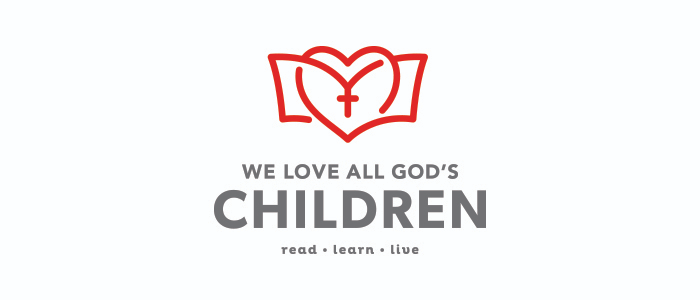 WE LOVE ALL GOD’S
CHILDREN
read • learn • live